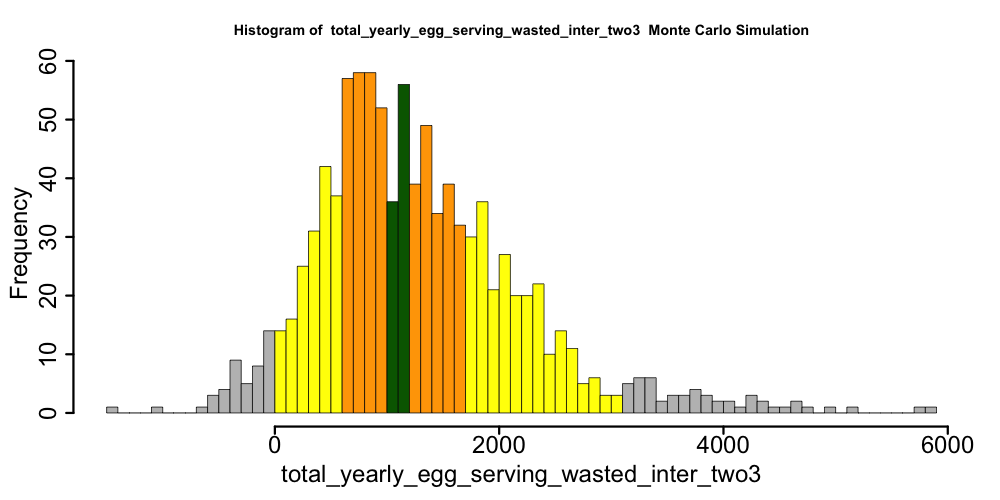 Histogram of  total_yearly_egg_serving_wasted_inter_two3  Monte Carlo Simulation
60
50
40
30
20
10
0
Frequency
0 2000 4000 6000
total_yearly_egg_serving_wasted_inter_two3